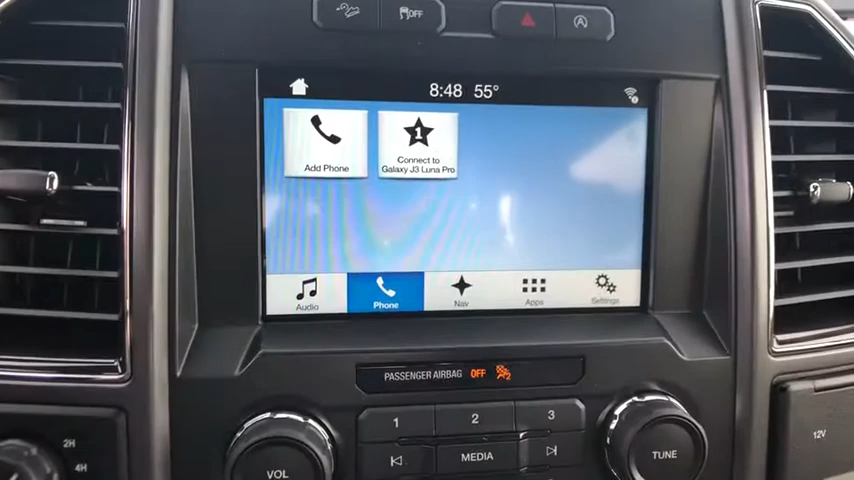 OFF
8:48 55°
Add Phone
1
Connect to
Galaxy J3 Luna Pro
Audio
Phone
Nav
Apps
Settings
PASSENGER AIRBAG OFF 2
1 2 3
VOL
MEDIA
TUNE
2H
4H
12V